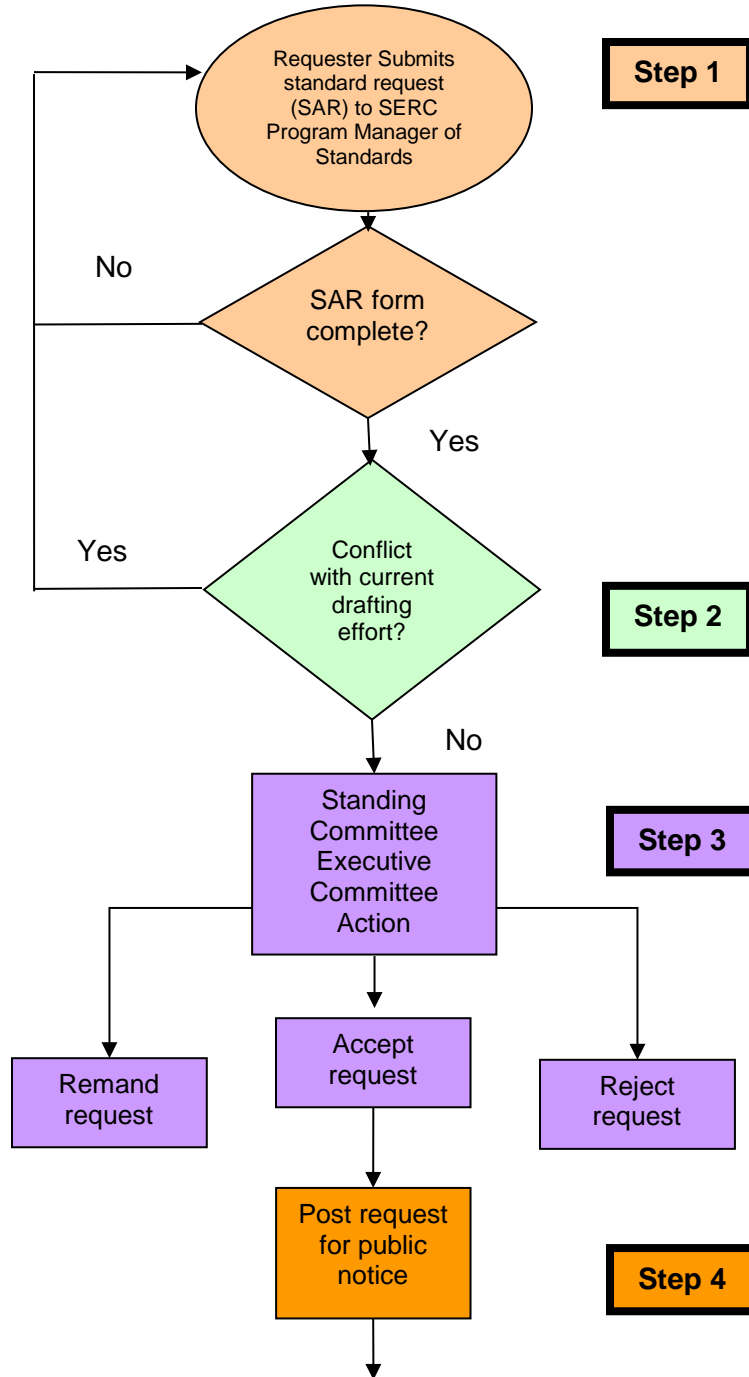 Requester Submits
standard request
(SAR) to SERC
Program Manager of
Standards
Step 1
No
SAR form
complete?
Yes
Yes
Conflict
with current
drafting
effort?
Step 2
No
Standing
Committee
Executive
Committee
Action
Step 3
Remand
request
Accept
request
Reject
request
Post request
for public
notice
Step 4